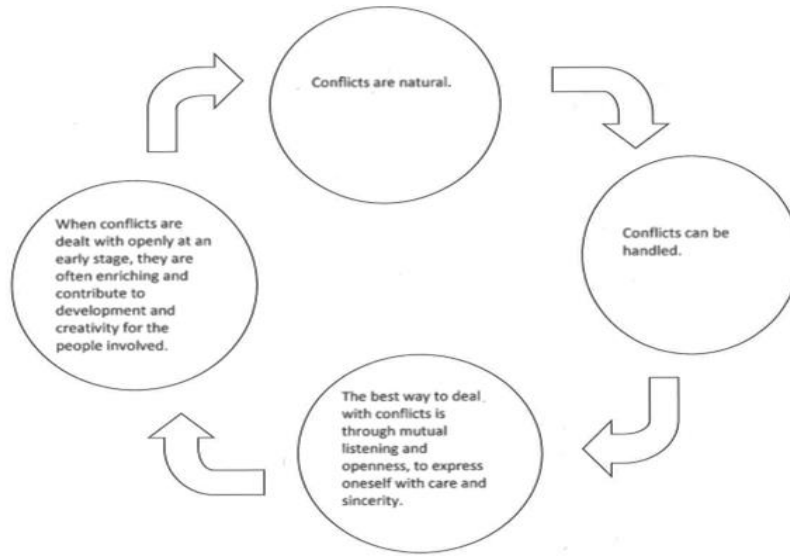 Conflicts are natural.
Conflicts can be
handled.
The best way to deal
with conflicts is
through mutual
listening and
openness, to express
oneself with care and
sincerity.
When conflicts are
dealt with openly at an
early stage, they are
often enriching and
contribute to
development and
creativity for the
people involved.